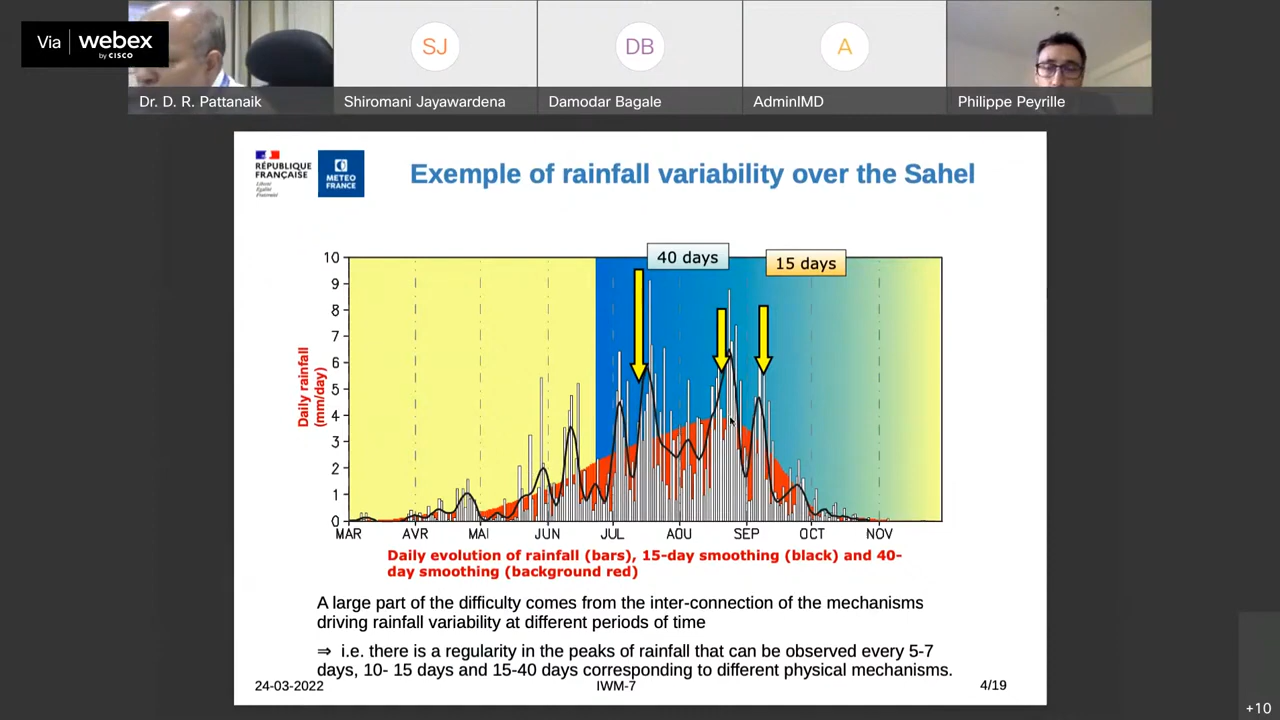 Via webex
by CISCO
SJ
DB
A
Dr. D. R. Pattanaik
Shiromani Jayawardena
Damodar Bagale
AdminIMD
Philippe Peyrille
RÉPUBLIQUE
FRANÇAISE
Liberté
Égalité
Fraternité
METEO
FRANCE
Exemple of rainfall variability over the Sahel
40 days
15 days
10
9
8
7
6
5
4
3
2
1
0
Daily rainfall
(mm/day)
MAR AVR MAI JUN JUL AOU SEP OCT NOV
Daily evolution of rainfall (bars), 15-day smoothing (black) and 40-
day smoothing (background red)
A large part of the difficulty comes from the inter-connection of the mechanisms
driving rainfall variability at different periods of time
⇒ i.e. there is a regularity in the peaks of rainfall that can be observed every 5-7
days, 10- 15 days and 15-40 days corresponding to different physical mechanisms.
24-03-2022
IWM-7
4/19
+10